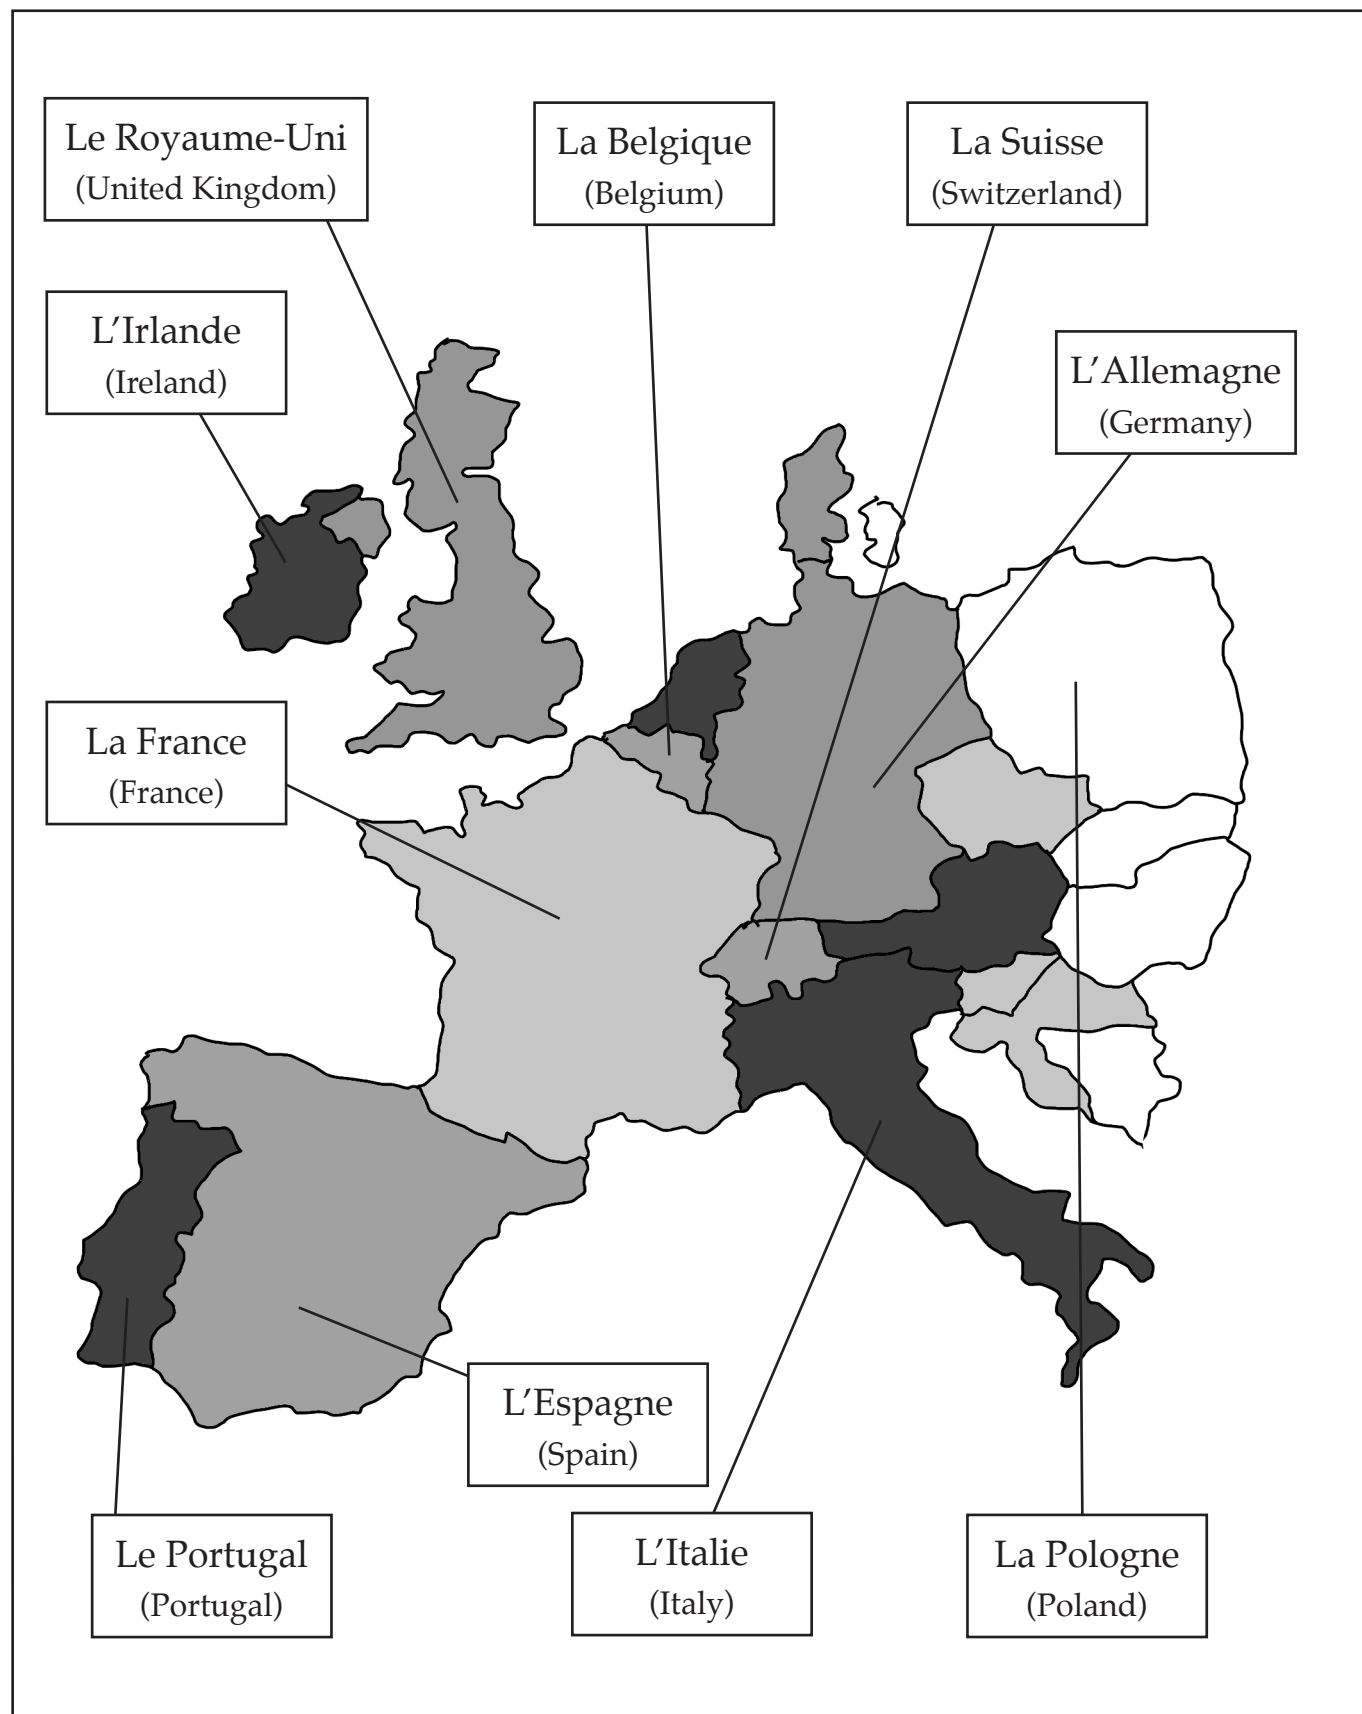 Le Royaume-Uni
(United Kingdom)
La Belgique
(Belgium)
La Suisse
(Switzerland)
L’Irlande
(Ireland)
L’Allemagne
(Germany)
La France
(France)
L’Espagne
(Spain)
Le Portugal
(Portugal)
L’Italie
(Italy)
La Pologne
(Poland)